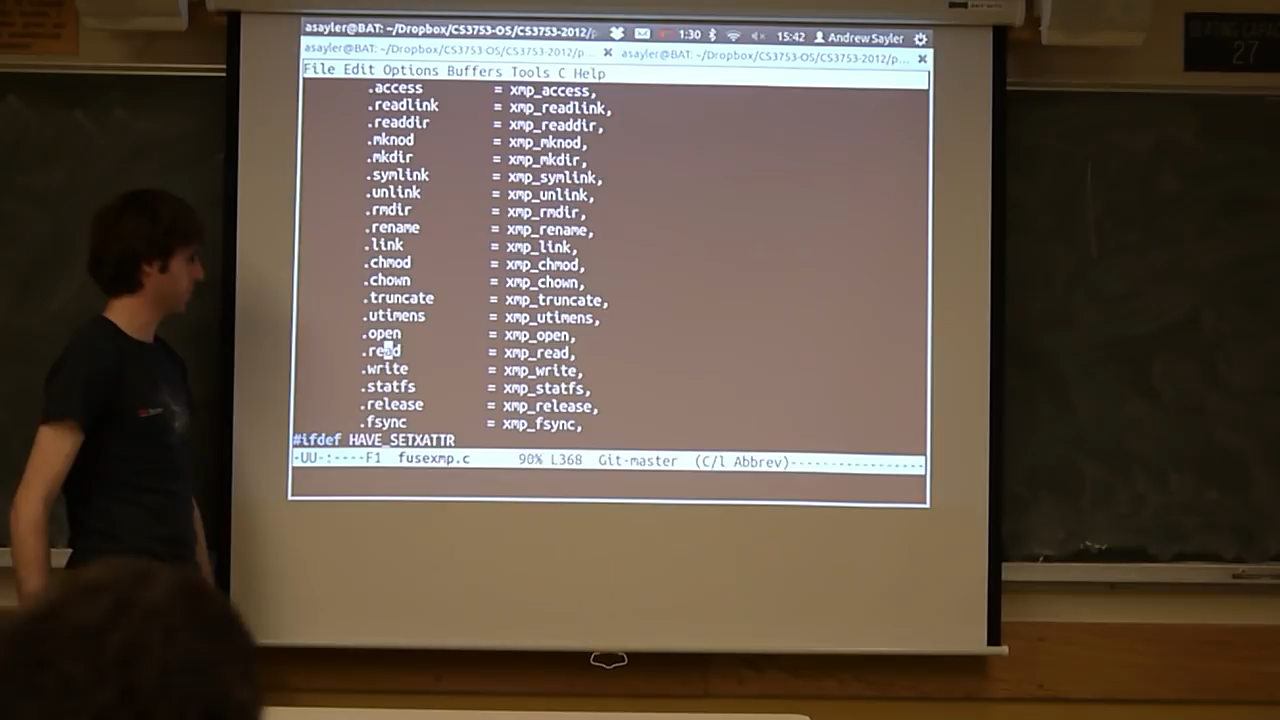 asayler@BAT: ~/Dropbox/CS3753-OS/CS3753-2012/p 1:30 15:42 Andrew Sayler
asayler@BAT: ~/Dropbox/CS3753-OS/CS3753-2012/p... × asayler@BAT: ~/Dropbox/CS3753-OS/CS3753-2012/p... ×
File Edit Options Buffers Tools C Help
.access = xmp_access,
.readlink = xmp_readlink,
.readdir = xmp_readdir,
.mknod = xmp_mknod,
.mkdir = xmp_mkdir,
.symlink = xmp_symlink,
.unlink = xmp_unlink,
.rmdir = xmp_rmdir,
.rename = xmp_rename,
.link = xmp_link,
.chmod = xmp_chmod,
.chown = xmp_chown,
.truncate = xmp_truncate,
.utimens = xmp_utimens,
.open = xmp_open,
.read = xmp_read,
.write = xmp_write,
.statfs = xmp_statfs,
.release = xmp_release,
.fsync = xmp_fsync,
#ifdef HAVE_SETXATTR
-UU-:----F1 fusexmp.c 90% L368 Git-master (C/l Abbrev)----------------
27